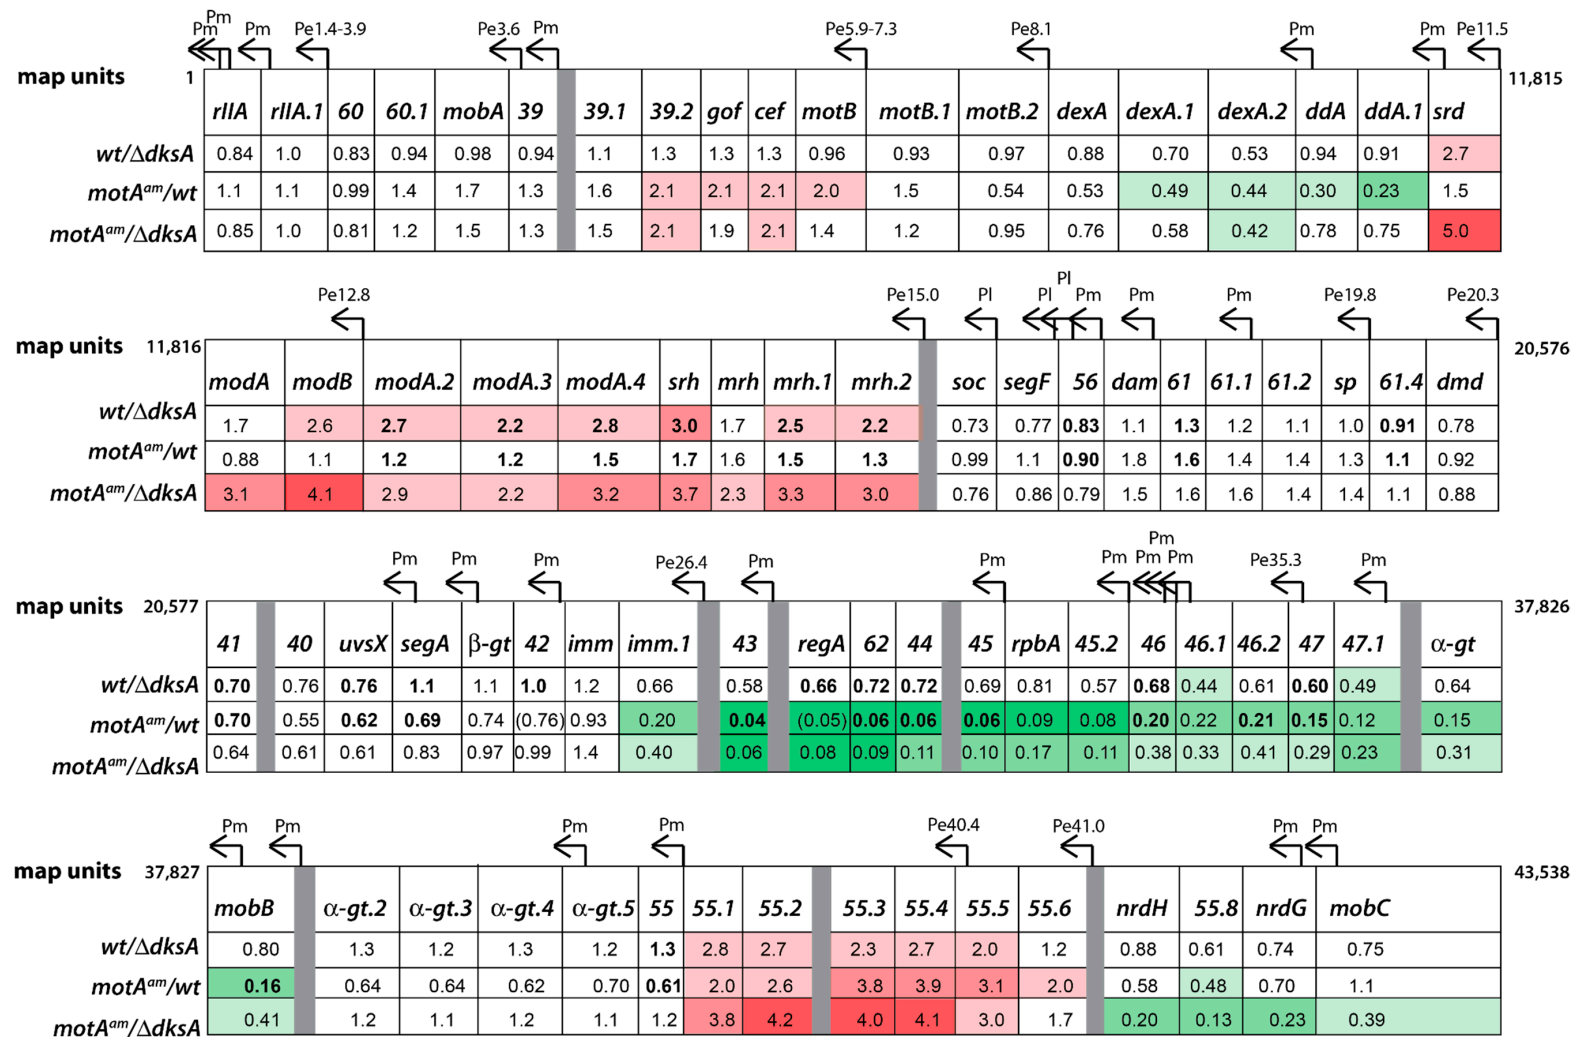 Pm Pm Pm Pe1.4-3.9 Pe3.6 Pm Pe5.9-7.3 Pe8.1 Pm Pm Pe11.5
map units 1 11,815
rIIA rIIA.1 60 60.1 mobA 39 39.1 39.2 gof cef motB motB.1 motB.2 dexA dexA.1 dexA.2 ddA ddA.1 srd
wt/ΔdksA 0.84 1.0 0.83 0.94 0.98 0.94 1.1 1.3 1.3 1.3 0.96 0.93 0.97 0.88 0.70 0.53 0.94 0.91 2.7
motAam/wt 1.1 1.1 0.99 1.4 1.7 1.3 1.6 2.1 2.1 2.1 2.0 1.5 0.54 0.53 0.49 0.44 0.30 0.23 1.5
motAam/ΔdksA 0.85 1.0 0.81 1.2 1.5 1.3 1.5 2.1 1.9 2.1 1.4 1.2 0.95 0.76 0.58 0.42 0.78 0.75 5.0
Pe12.8 Pe15.0 Pl Pl Pl Pm Pm Pm Pe19.8 Pe20.3
map units 11,816 20,576
modA modB modA.2 modA.3 modA.4 srh mrh mrh.1 mrh.2 soc segF 56 dam 61 61.1 61.2 sp 61.4 dmd
wt/ΔdksA 1.7 2.6 2.7 2.2 2.8 3.0 1.7 2.5 2.2 0.73 0.77 0.83 1.1 1.3 1.2 1.1 1.0 0.91 0.78
motAam/wt 0.88 1.1 1.2 1.2 1.5 1.7 1.6 1.5 1.3 0.99 1.1 0.90 1.8 1.6 1.4 1.4 1.3 1.1 0.92
motAam/ΔdksA 3.1 4.1 2.9 2.2 3.2 3.7 2.3 3.3 3.0 0.76 0.86 0.79 1.5 1.6 1.6 1.4 1.4 1.1 0.88
Pm Pm Pm Pe26.4 Pm Pm Pm Pm Pm Pm Pe35.3 Pm
map units 20,577 37,826
41 40 uvsX segA β-gt 42 imm imm.1 43 regA 62 44 45 rpbA 45.2 46 46.1 46.2 47 47.1 α-gt
wt/ΔdksA 0.70 0.76 0.76 1.1 1.1 1.0 1.2 0.66 0.58 0.66 0.72 0.72 0.69 0.81 0.57 0.68 0.44 0.61 0.60 0.49 0.64
motAam/wt 0.70 0.55 0.62 0.69 0.74 (0.76) 0.93 0.20 0.04 (0.05) 0.06 0.06 0.06 0.09 0.08 0.20 0.22 0.21 0.15 0.12 0.15
motAam/ΔdksA 0.64 0.61 0.61 0.83 0.97 0.99 1.4 0.40 0.06 0.08 0.09 0.11 0.10 0.17 0.11 0.38 0.33 0.41 0.29 0.23 0.31
Pm Pm Pm Pm Pe40.4 Pe41.0 Pm Pm
map units 37,827 43,538
mobB α-gt.2 α-gt.3 α-gt.4 α-gt.5 55 55.1 55.2 55.3 55.4 55.5 55.6 nrdH 55.8 nrdG mobC
wt/ΔdksA 0.80 1.3 1.2 1.3 1.2 1.3 2.8 2.7 2.3 2.7 2.0 1.2 0.88 0.61 0.74 0.75
motAam/wt 0.16 0.64 0.64 0.62 0.70 0.61 2.0 2.6 3.8 3.9 3.1 2.0 0.58 0.48 0.70 1.1
motAam/ΔdksA 0.41 1.2 1.1 1.2 1.1 1.2 3.8 4.2 4.0 4.1 3.0 1.7 0.20 0.13 0.23 0.39